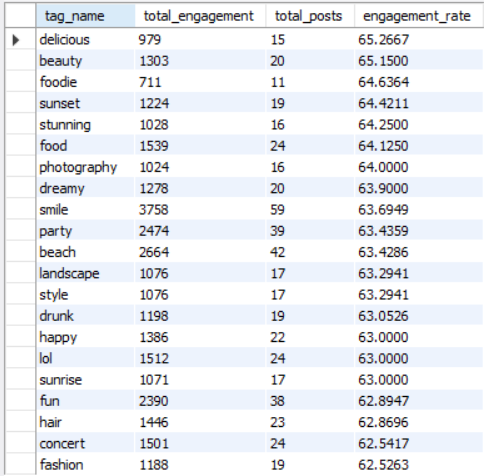 tag_name total_engagement total_posts engagement_rate
delicious 979 15 65.2667
beauty 1303 20 65.1500
foodie 711 11 64.6364
sunset 1224 19 64.4211
stunning 1028 16 64.2500
food 1539 24 64.1250
photography 1024 16 64.0000
dreamy 1278 20 63.9000
smile 3758 59 63.6949
party 2474 39 63.4359
beach 2664 42 63.4286
landscape 1076 17 63.2941
style 1076 17 63.2941
drunk 1198 19 63.0526
happy 1386 22 63.0000
lol 1512 24 63.0000
sunrise 1071 17 63.0000
fun 2390 38 62.8947
hair 1446 23 62.8696
concert 1501 24 62.5417
fashion 1188 19 62.5263